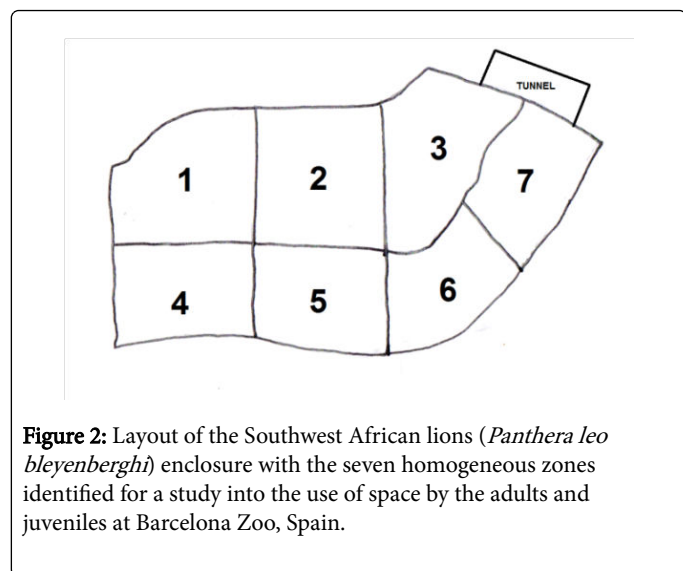 TUNNEL
3
1
2
7
6
4
5
Figure 2: Layout of the Southwest African lions (Panthera leo
bleyenberghi) enclosure with the seven homogeneous zones
identified for a study into the use of space by the adults and
juveniles at Barcelona Zoo, Spain.